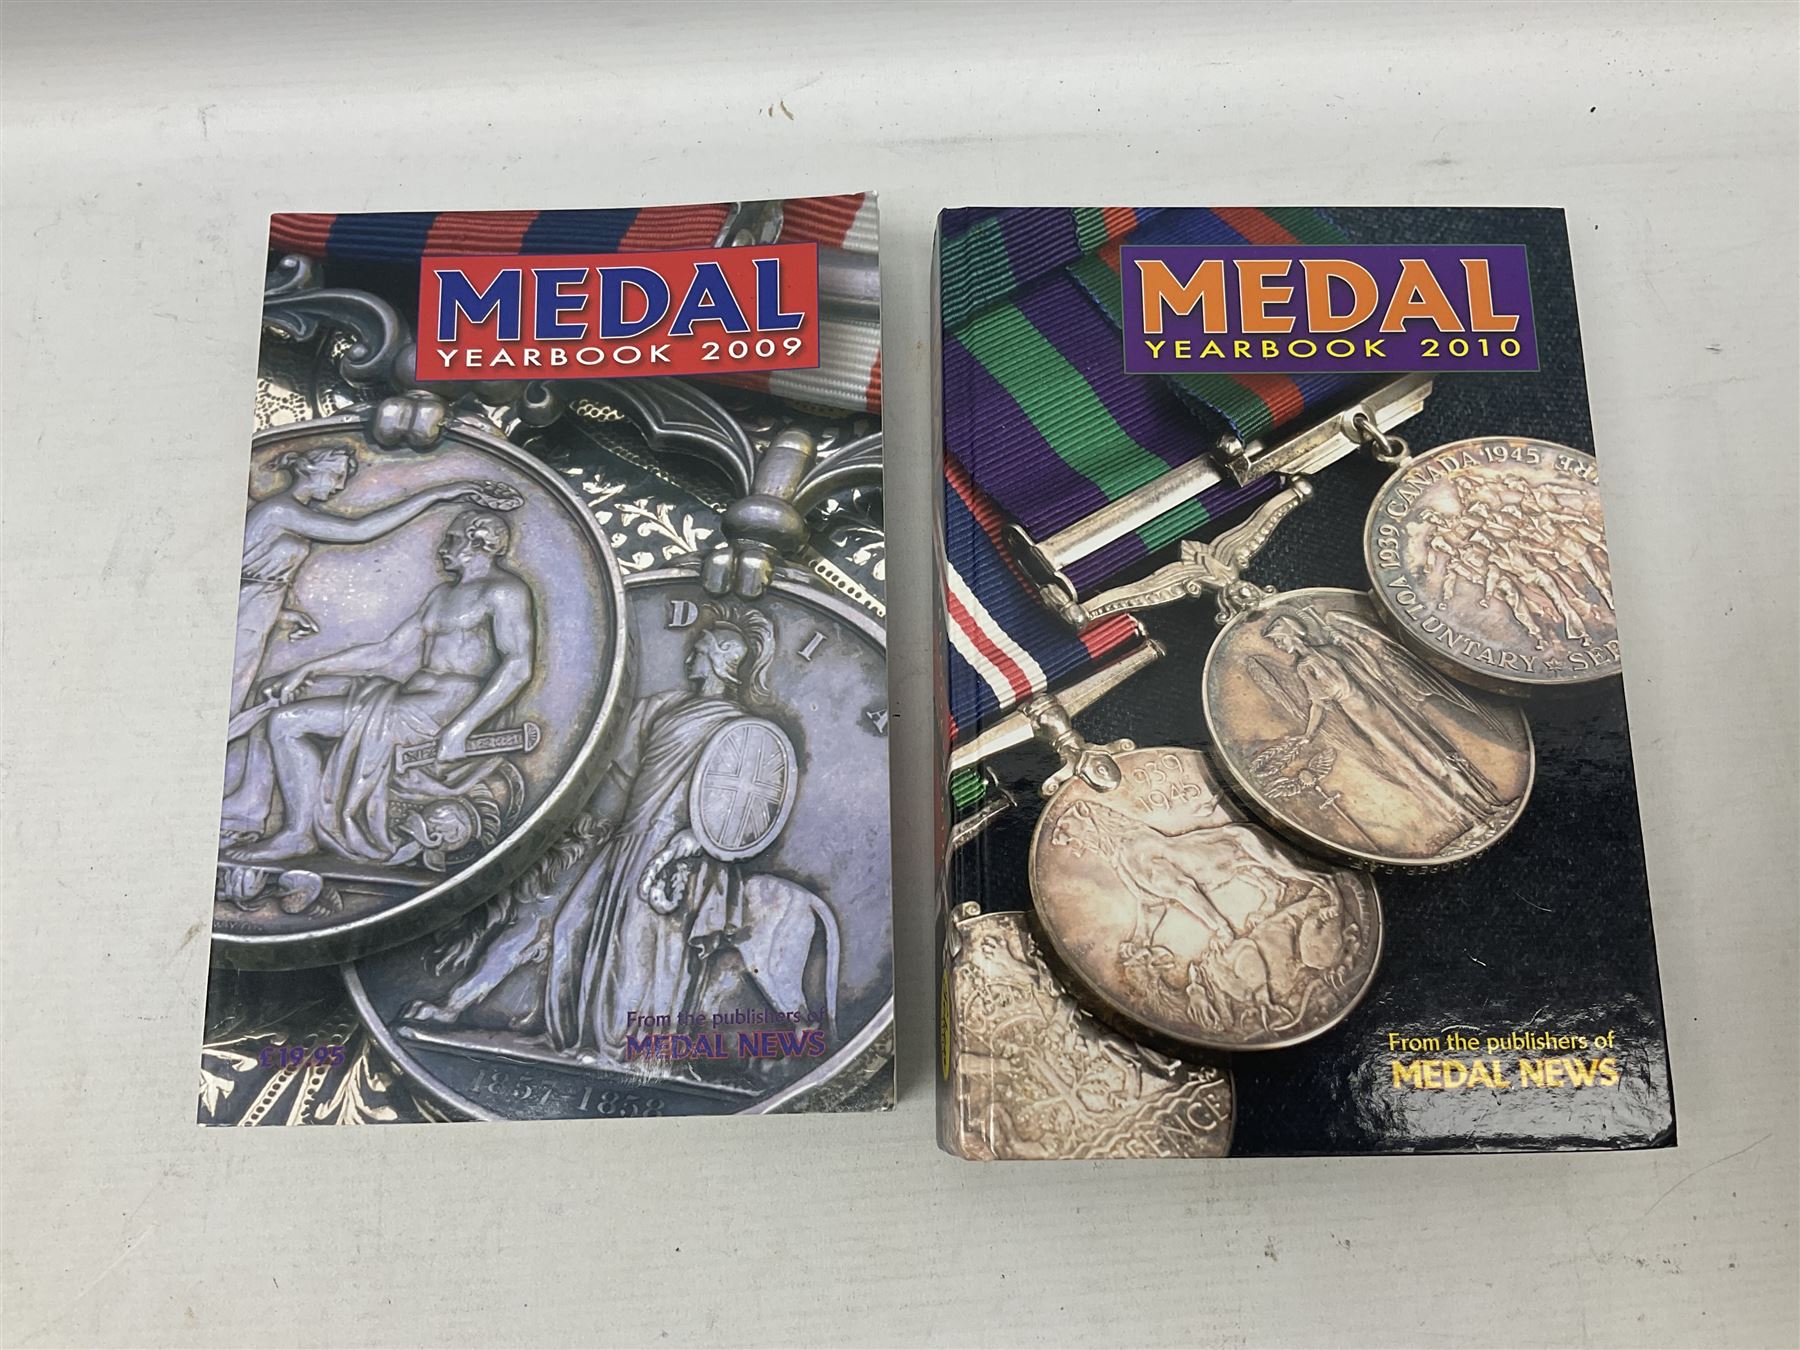 MEDAL
YEARBOOK 2009
D I A
1857-1858
£19.95
From the publishers of
MEDAL NEWS
MEDAL
YEARBOOK 2010
1939 CANADA 1945
VOLUNTARY
1939
1945
From the publishers of
MEDAL NEWS